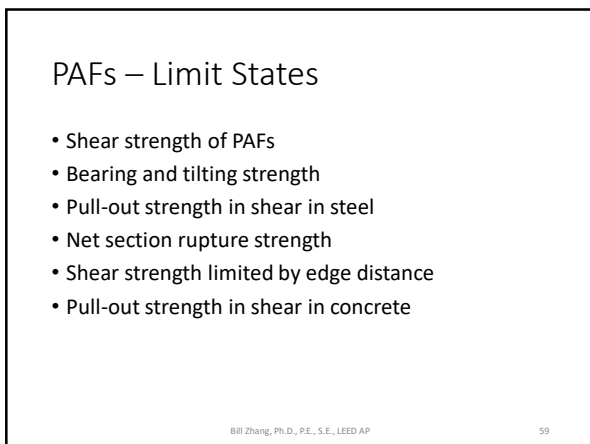 PAFs – Limit States
• Shear strength of PAFs
• Bearing and tilting strength
• Pull-out strength in shear in steel
• Net section rupture strength
• Shear strength limited by edge distance
• Pull-out strength in shear in concrete
Bill Zhang, Ph.D., P.E., S.E., LEED AP 59